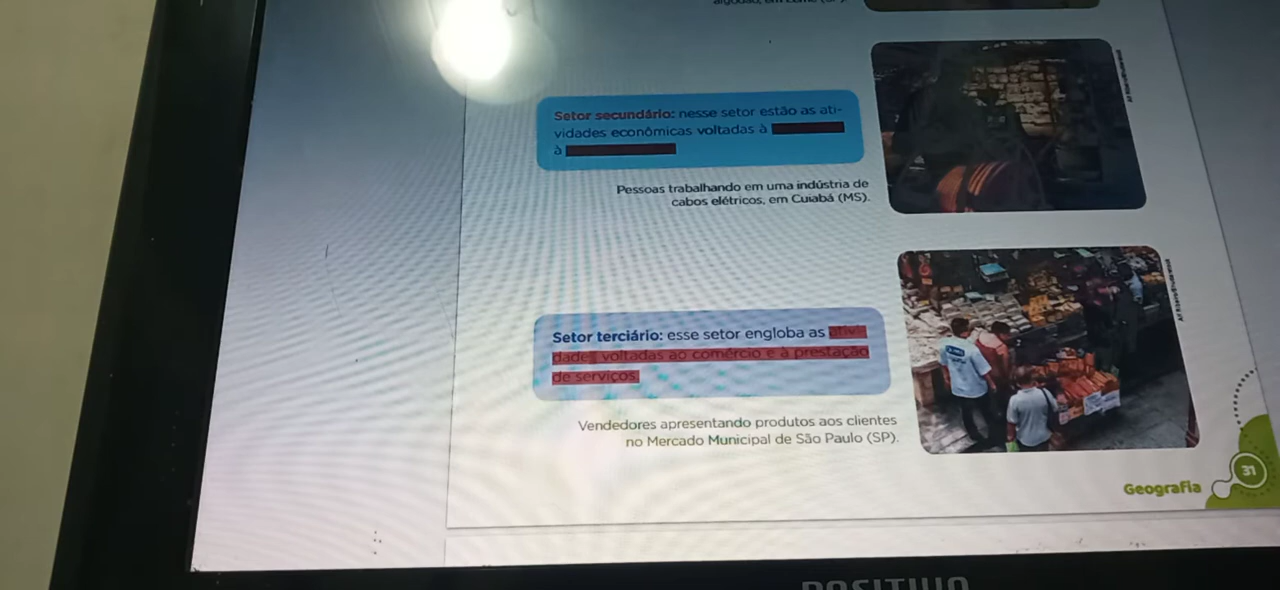 Setor secundário: nesse setor estão as ati-
vidades econômicas voltadas à
à
Pessoas trabalhando em uma indústria de
cabos elétricos, em Cuiabá (MS).
Setor terciário: esse setor engloba as ativi-
dades voltadas ao comércio e à prestação
de serviços.
Vendedores apresentando produtos aos clientes
no Mercado Municipal de São Paulo (SP).
Geografia
31
POSITIVO